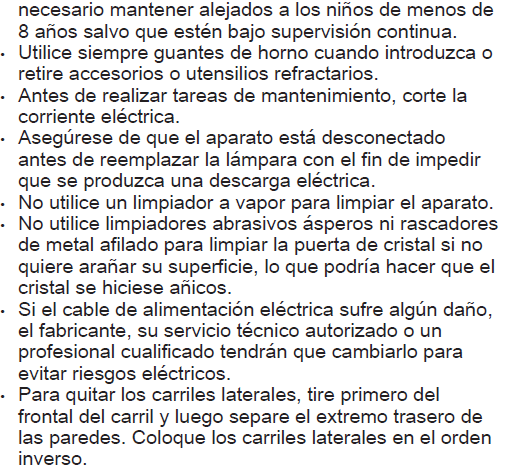 necesario mantener alejados a los niños de menos de
8 años salvo que estén bajo supervisión continua.
• Utilice siempre guantes de horno cuando introduzca o
retire accesorios o utensilios refractarios.
• Antes de realizar tareas de mantenimiento, corte la
corriente eléctrica.
• Asegúrese de que el aparato está desconectado
antes de reemplazar la lámpara con el fin de impedir
que se produzca una descarga eléctrica.
• No utilice un limpiador a vapor para limpiar el aparato.
• No utilice limpiadores abrasivos ásperos ni rascadores
de metal afilado para limpiar la puerta de cristal si no
quiere arañar su superficie, lo que podría hacer que el
cristal se hiciese añicos.
• Si el cable de alimentación eléctrica sufre algún daño,
el fabricante, su servicio técnico autorizado o un
profesional cualificado tendrán que cambiarlo para
evitar riesgos eléctricos.
• Para quitar los carriles laterales, tire primero del
frontal del carril y luego separe el extremo trasero de
las paredes. Coloque los carriles laterales en el orden
inverso.